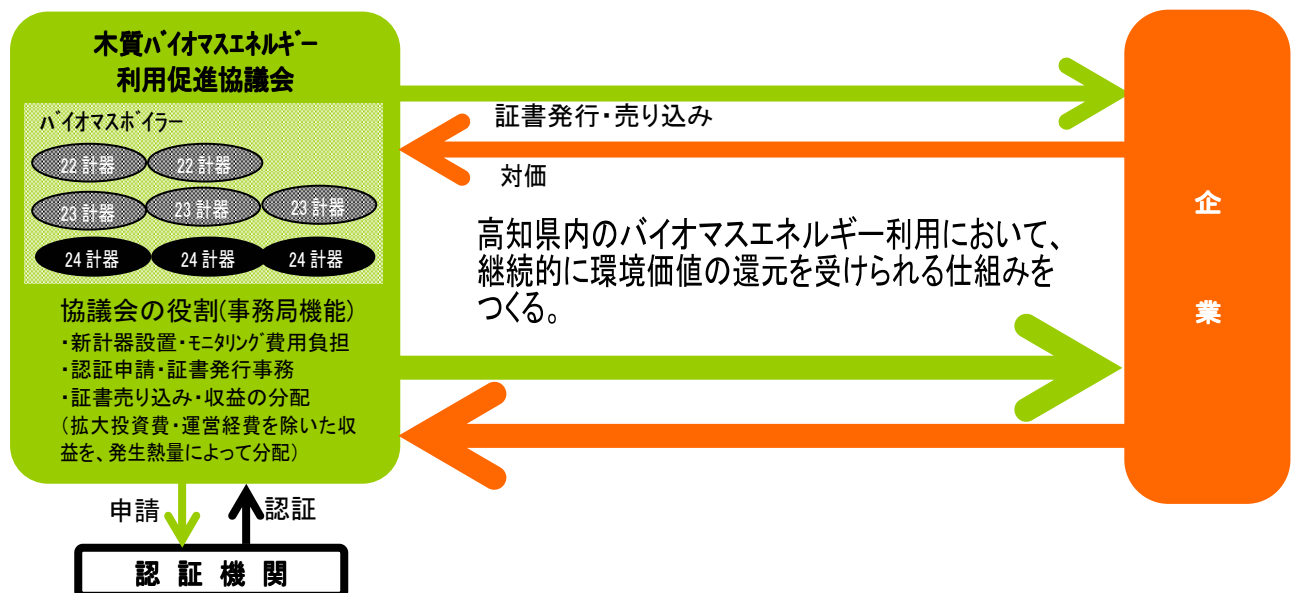 木質ﾊﾞｲｵﾏｽｴﾈﾙｷﾞｰ
利用促進協議会
ﾊﾞｲｵﾏｽﾎﾞｲﾗｰ
22 計器 22 計器
23 計器 23 計器 23 計器
24 計器 24 計器 24 計器
協議会の役割(事務局機能)
・新計器設置・ﾓﾆﾀﾘﾝｸﾞ費用負担
・認証申請・証書発行事務
・証書売り込み・収益の分配
(拡大投資費・運営経費を除いた収
益を、発生熱量によって分配)
申請
認証
認 証 機 関
証書発行・売り込み
対価
高知県内のバイオマスエネルギー利用において、
継続的に環境価値の還元を受けられる仕組みを
つくる。
企
業